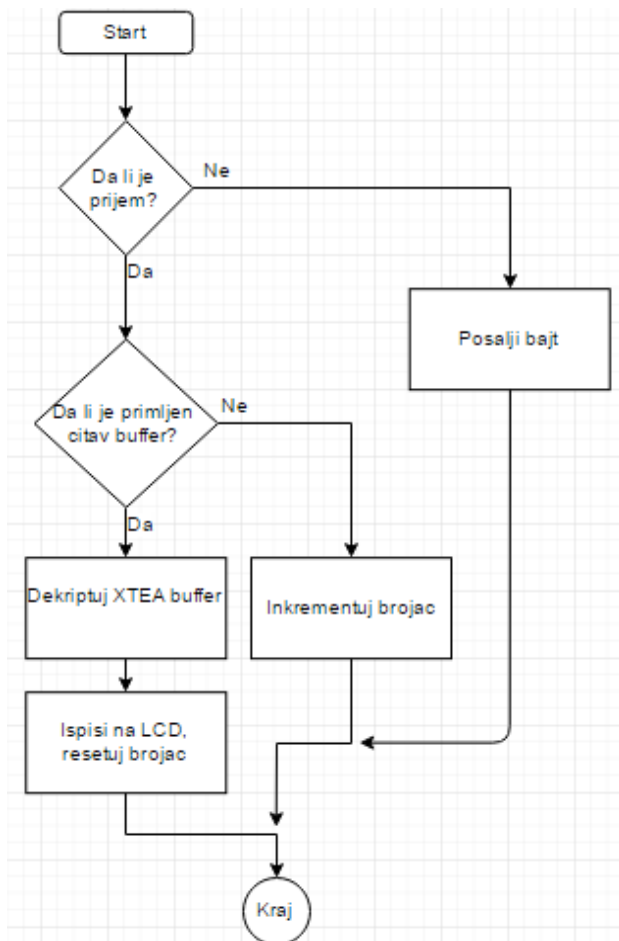 Start
Da li je
prijem?
Ne
Da
Posalji bajt
Da li je primljen
citav buffer?
Ne
Da
Dekriptuj XTEA buffer
Inkrementuj brojac
Ispisi na LCD,
resetuj brojac
Kraj